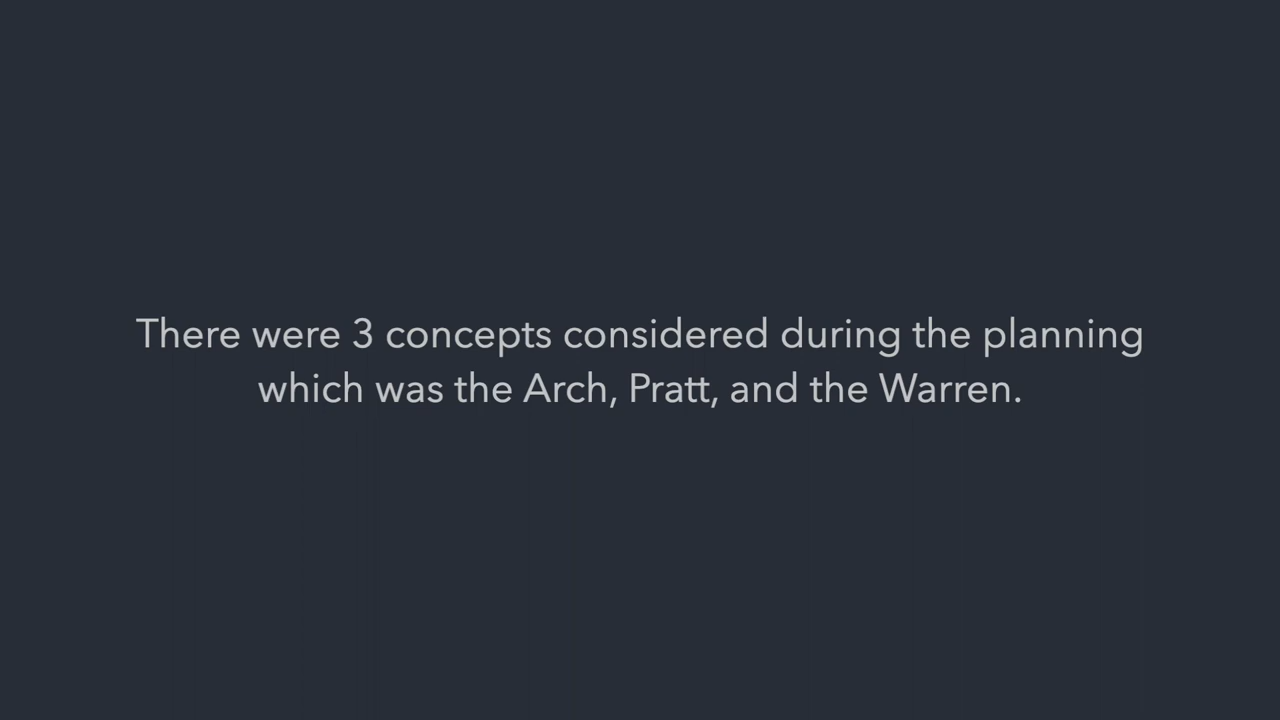 There were 3 concepts considered during the planning
which was the Arch, Pratt, and the Warren.